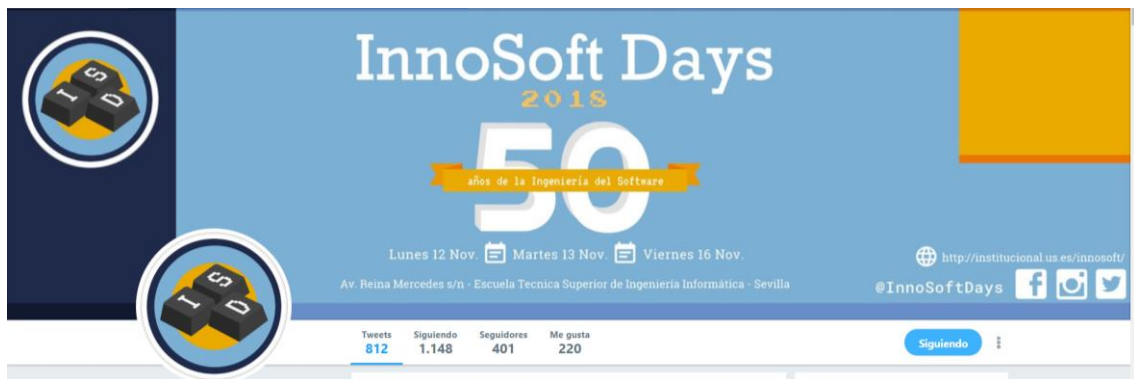 I S D
InnoSoft Days
2018
50
años de la Ingeniería del Software
Lunes 12 Nov. Martes 13 Nov. Viernes 16 Nov.
Av. Reina Mercedes s/n - Escuela Tecnica Superior de Ingeniería Informática - Sevilla
http://institucional.us.es/innosoft/
@InnoSoftDays
I S D
Tweets Siguiendo Seguidores Me gusta
812 1.148 401 220
Siguiendo